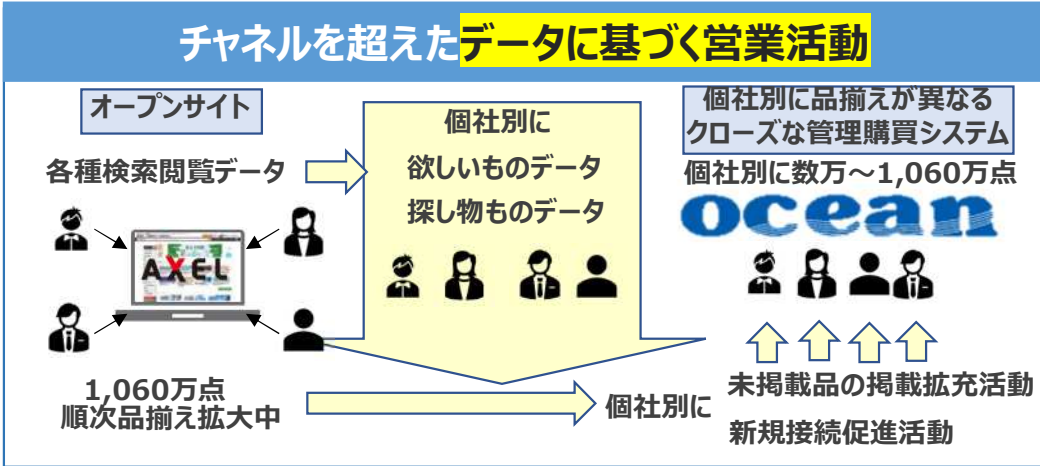 チャネルを超えたデータに基づく営業活動
オープンサイト
各種検索閲覧データ
AXEL
1,060万点
順次品揃え拡大中
個社別に
欲しいものデータ
探し物ものデータ
個社別に品揃えが異なる
クローズな管理購買システム
個社別に数万～1,060万点
ocean
個社別に
未掲載品の掲載拡充活動
新規接続促進活動